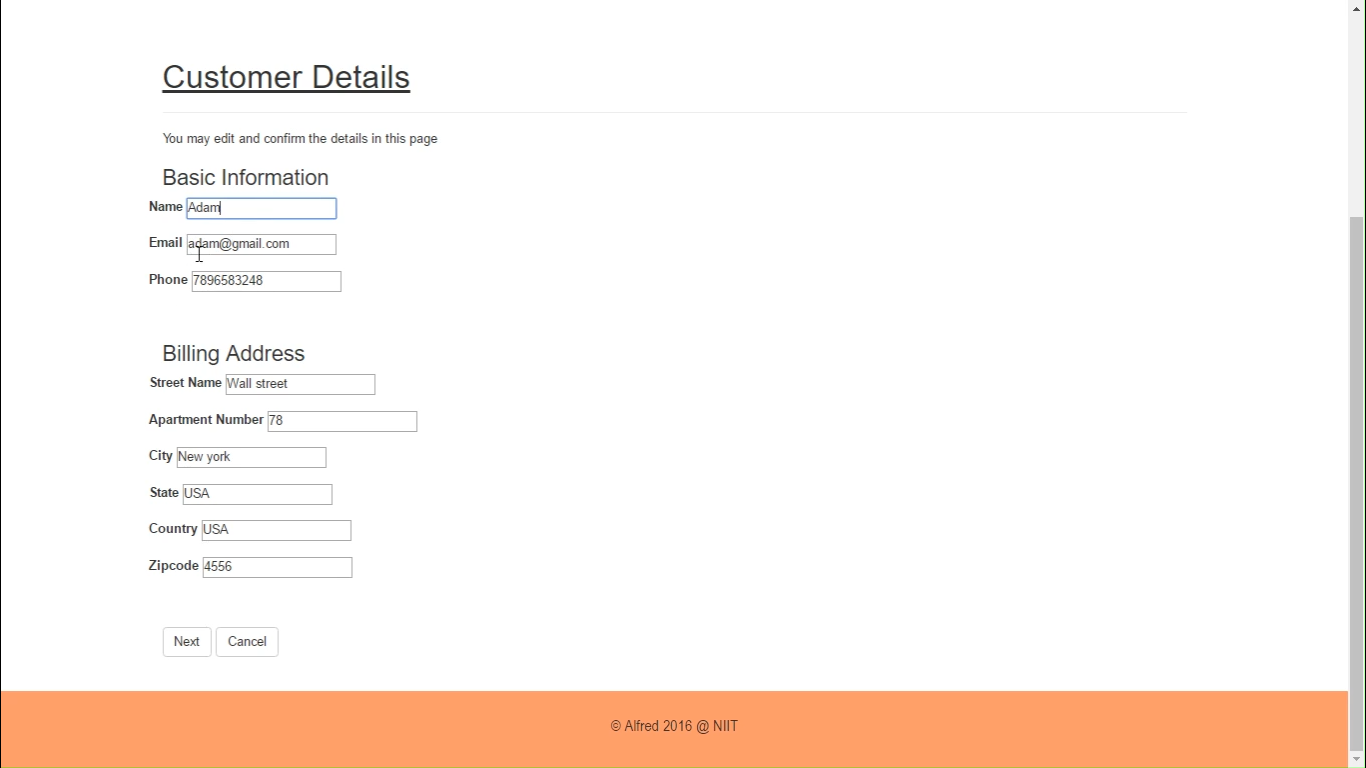 Customer Details
You may edit and confirm the details in this page
Basic Information
Name Adam
Email adam@gmail.com
Phone 7896583248
Billing Address
Street Name Wall street
Apartment Number 78
City New york
State USA
Country USA
Zipcode 4556
Next Cancel
© Alfred 2016 @ NIIT